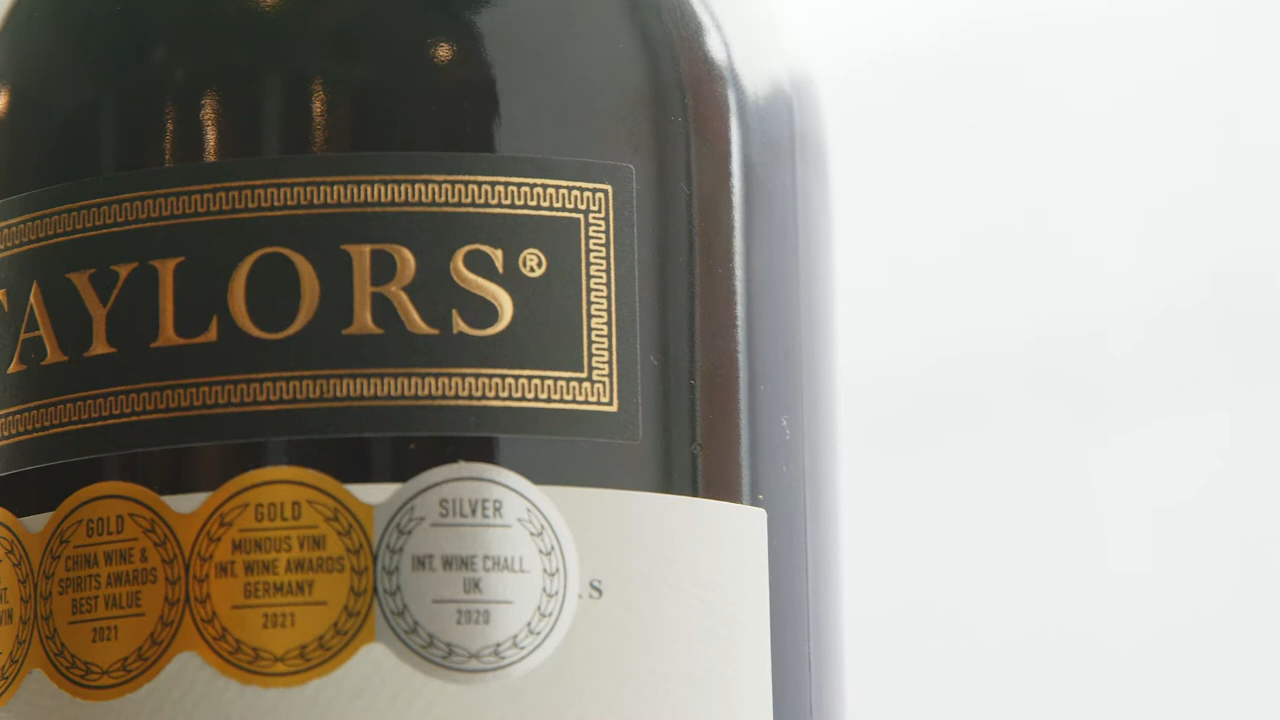 TAYLORS®
GOLD
CHINA WINE &
SPIRITS AWARDS
BEST VALUE
2021
GOLD
MUNDUS VINI
INT. WINE AWARDS
GERMANY
2021
SILVER
INT. WINE CHALL.
UK
2020